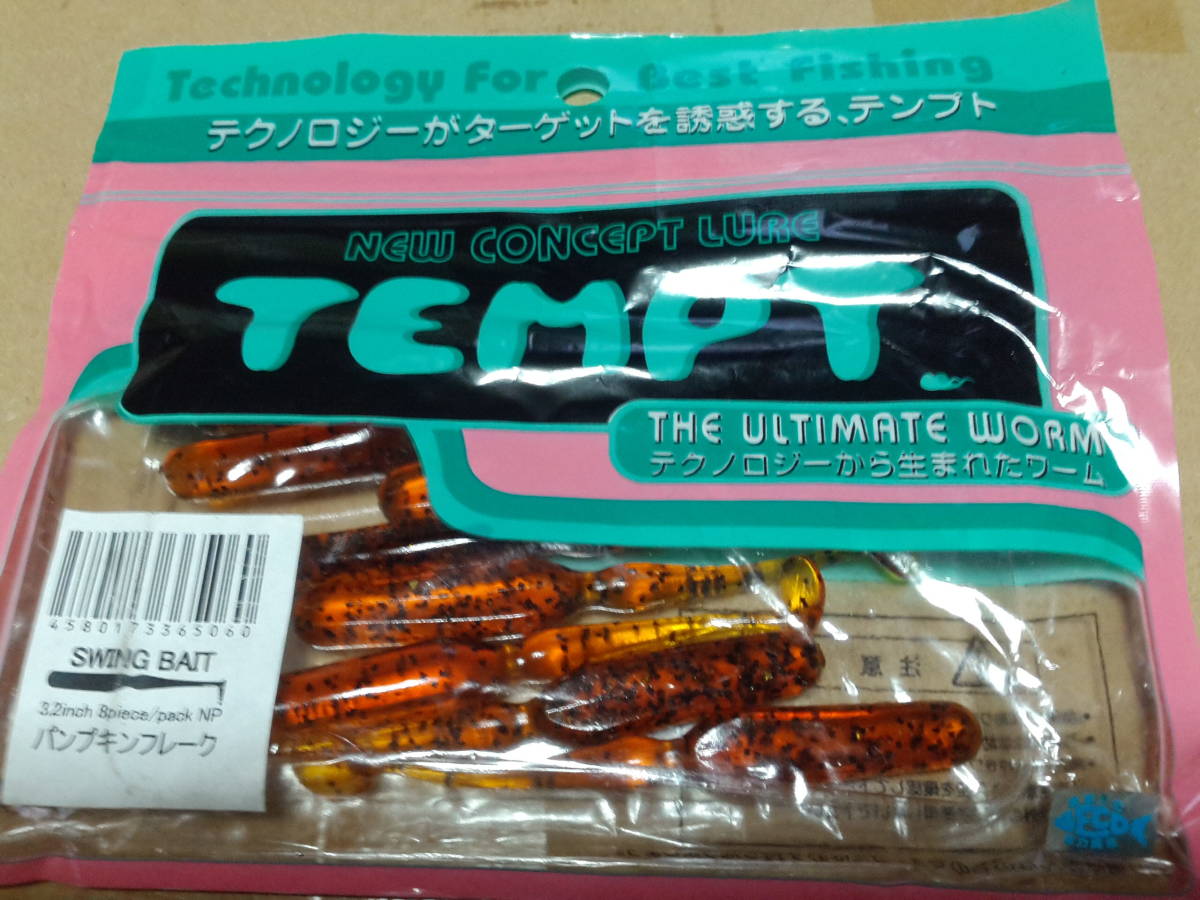 Technology For Best Fishing
テクノロジーがターゲットを誘惑する、テンプト
NEW CONCEPT LURE
TEMPT
THE ULTIMATE WORM
テクノロジーから生まれたワーム
4580173365060
SWING BAIT
3.2inch 8piece/pack NP
パンプキンフレーク
注意